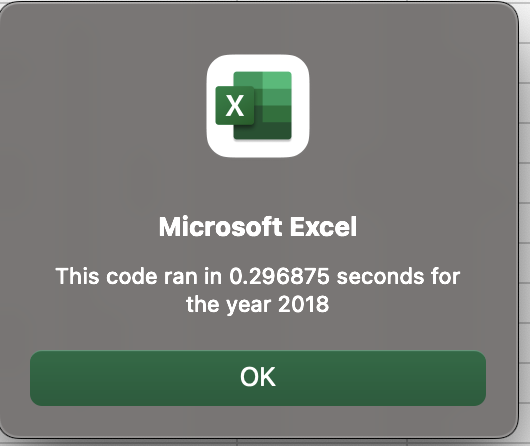 X
Microsoft Excel
This code ran in 0.296875 seconds for
the year 2018
OK